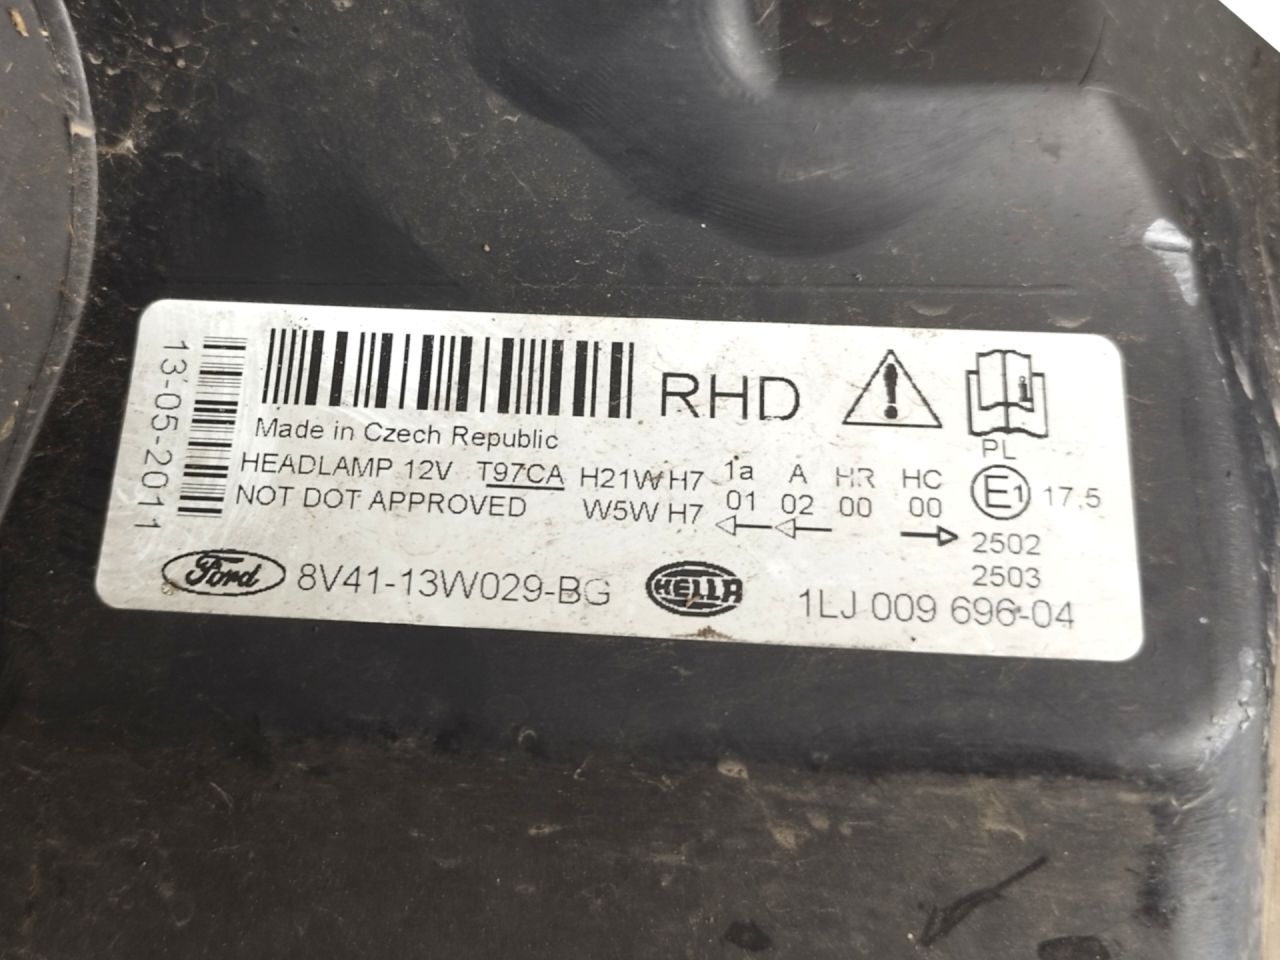 13-05-2011
RHD
Made in Czech Republic
PL
HEADLAMP 12V T97CA H21W H7 1a A HR HC E1 17,5
NOT DOT APPROVED W5W H7 01 02 00 00
2502
2503
Ford 8V41-13W029-BG HELLA 1LJ 009 696-04